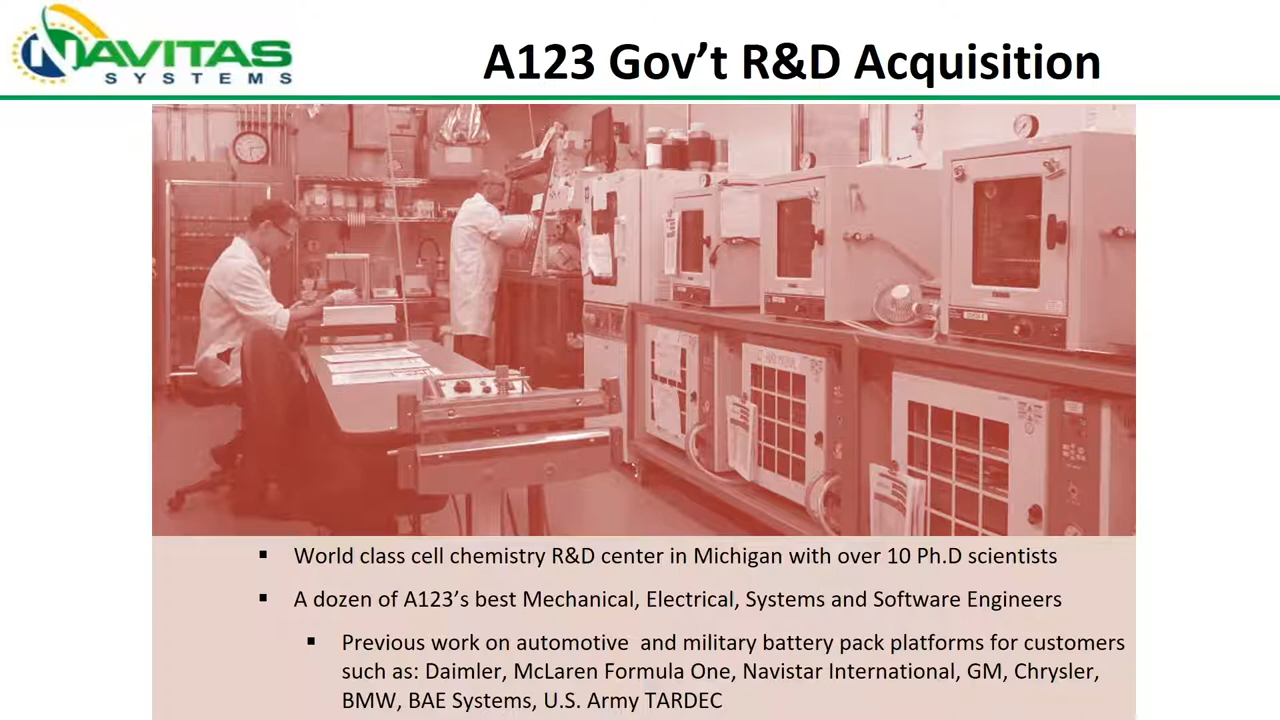 NAVITAS
SYSTEMS
A123 Gov’t R&D Acquisition
▪ World class cell chemistry R&D center in Michigan with over 10 Ph.D scientists
▪ A dozen of A123’s best Mechanical, Electrical, Systems and Software Engineers
▪ Previous work on automotive and military battery pack platforms for customers
such as: Daimler, McLaren Formula One, Navistar International, GM, Chrysler,
BMW, BAE Systems, U.S. Army TARDEC